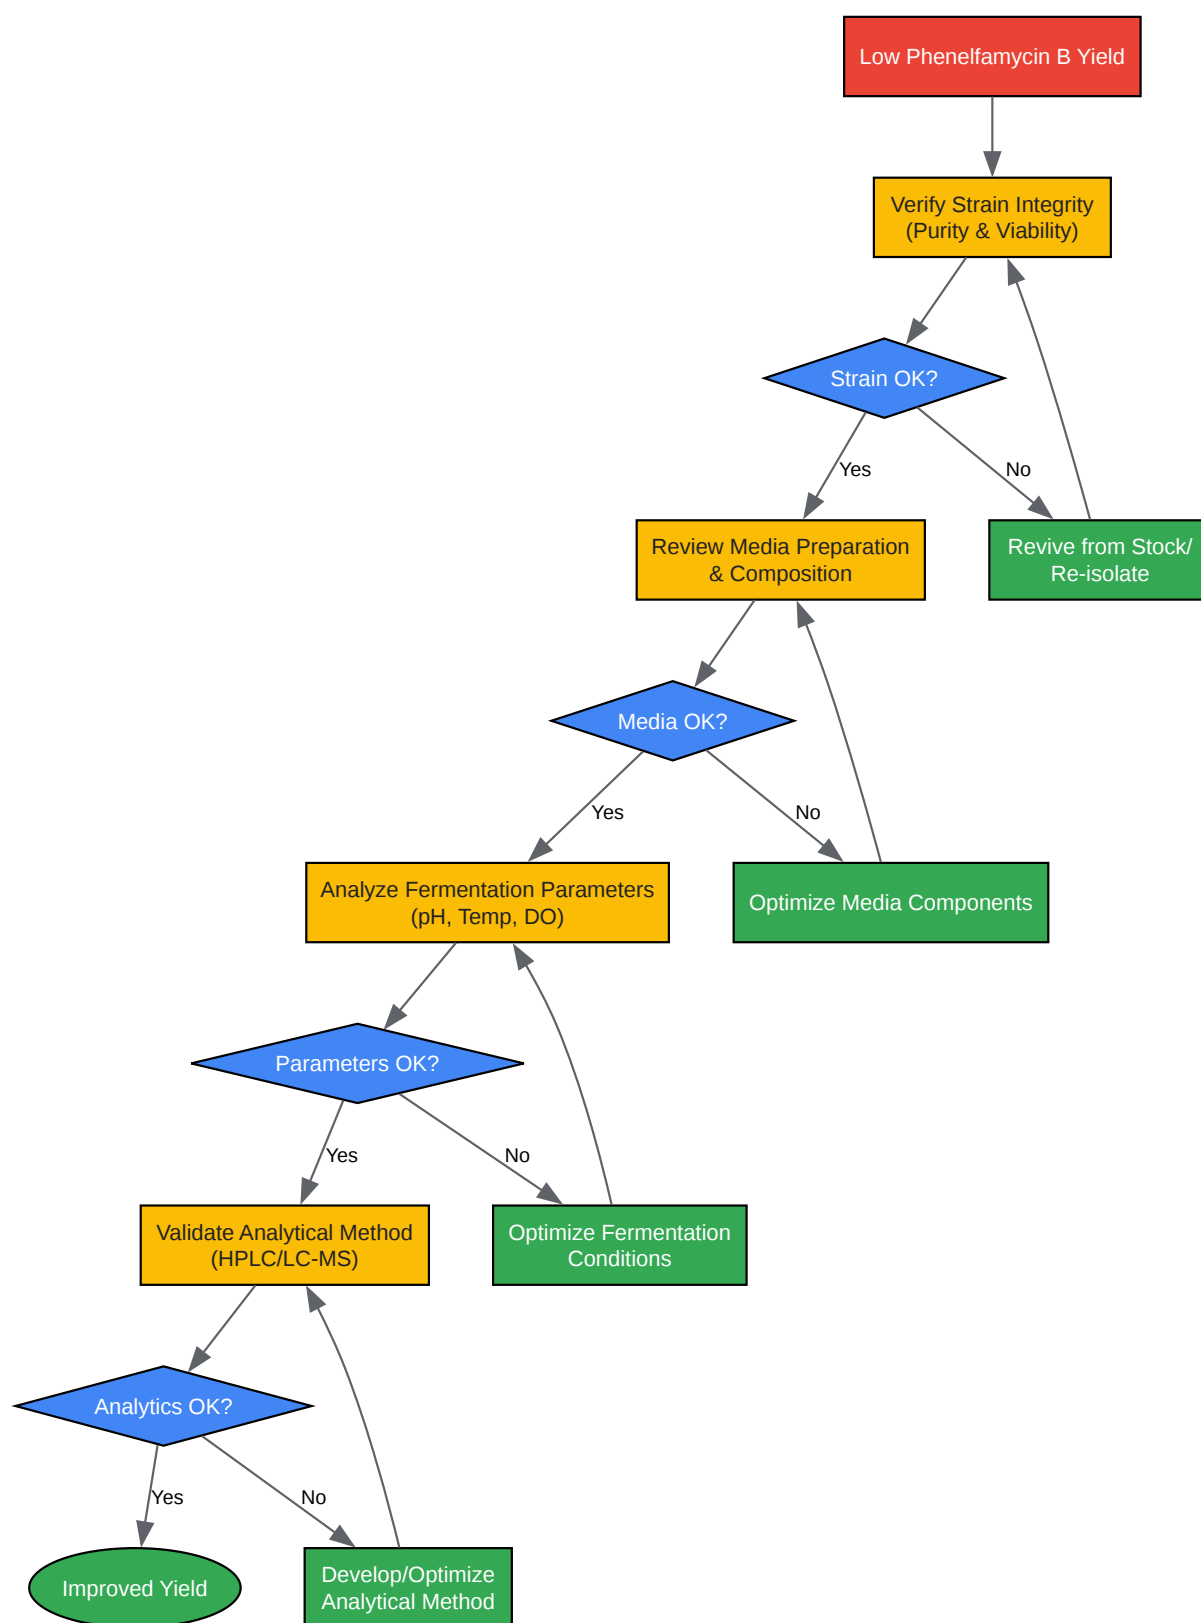 Low Phenelfamycin B Yield
Verify Strain Integrity
(Purity & Viability)
Strain OK?
Yes
No
Review Media Preparation
& Composition
Revive from Stock/
Re-isolate
Media OK?
Yes
No
Analyze Fermentation Parameters
(pH, Temp, DO)
Optimize Media Components
Parameters OK?
Yes
No
Validate Analytical Method
(HPLC/LC-MS)
Optimize Fermentation
Conditions
Analytics OK?
Yes
No
Improved Yield
Develop/Optimize
Analytical Method